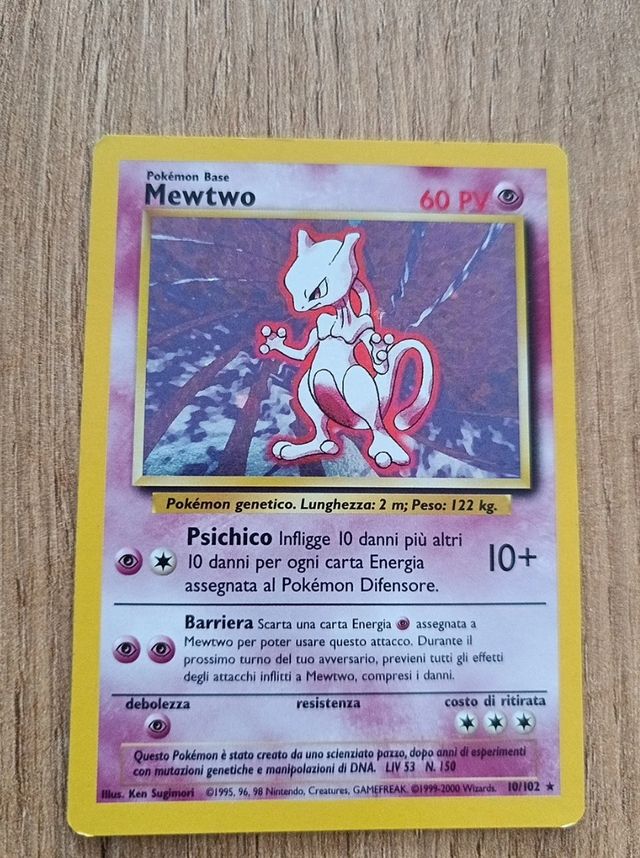 Pokémon Base
Mewtwo 60 PV
Pokémon genetico. Lunghezza: 2 m; Peso: 122 kg.
Psichico Infligge 10 danni più altri
10 danni per ogni carta Energia
assegnata al Pokémon Difensore.
10+
Barriera Scarta una carta Energia assegnata a
Mewtwo per poter usare questo attacco. Durante il
prossimo turno del tuo avversario, previeni tutti gli effetti
degli attacchi inflitti a Mewtwo, compresi i danni.
debolezza resistenza costo di ritirata
Questo Pokémon è stato creato da uno scienziato pazzo, dopo anni di esperimenti
con mutazioni genetiche e manipolazioni di DNA. LIV 53 N. 150
Illus. Ken Sugimori ©1995, 96, 98 Nintendo, Creatures, GAMEFREAK. ©1999-2000 Wizards. 10/102 ★